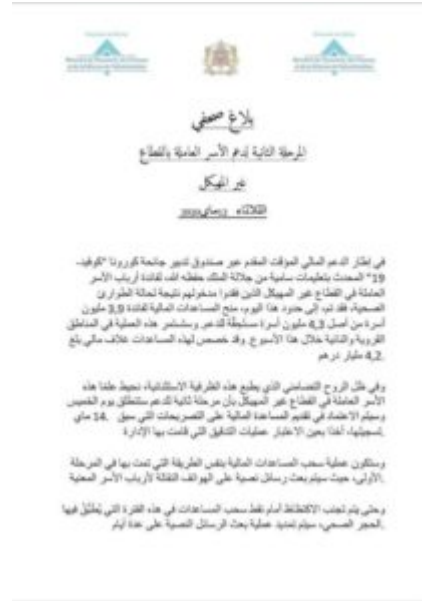 بلاغ صحفي
المرحلة الثانية لدعم الأسر العاملة بالقطاع
غير المهيكل
الثلاثاء 12ماي2020
في إطار الدعم المالي المؤقت المقدم عبر صندوق تدبير جائحة كورونا "كوفيد-
19" المحدث بتعليمات سامية من جلالة الملك حفظه الله، لفائدة أرباب الأسر
العاملة في القطاع غير المهيكل الذين فقدوا مدخولهم نتيجة لحالة الطوارئ
الصحية، فقد تم، إلى حدود هذا اليوم، منح المساعدات المالية لفائدة 3,9 مليون
أسرة من أصل 4,3 مليون أسرة مستحِقَّة للدعم. وستستمر هذه العملية في المناطق
القروية والنائية خلال هذا الأسبوع. وقد خصص لهذه المساعدات غلاف مالي بلغ
.4,2 مليار درهم
وفي ظل الروح التضامني الذي يطبع هذه الظرفية الاستثنائية، نحيط علما هذه
الأسر العاملة في القطاع غير المهيكل بأن مرحلة ثانية للدعم ستنطلق يوم الخميس
وسيتم الاعتماد في تقديم المساعدة المالية على التصريحات التي سبق .14 ماي
.تسجيلها، أخذا بعين الاعتبار عمليات التدقيق التي قامت بها الإدارة
وستكون عملية سحب المساعدات المالية بنفس الطريقة التي تمت بها في المرحلة
.الأولى، حيث سيتم بعث رسائل نصية على الهواتف النقالة لأرباب الأسر المعنية
وحتى يتم تجنب الاكتظاظ أمام نقط سحب المساعدات في هذه الفترة التي يُطَبَّقُ فيها
.الحجر الصحي، سيتم تمديد عملية بعث الرسائل النصية على عدة أيام